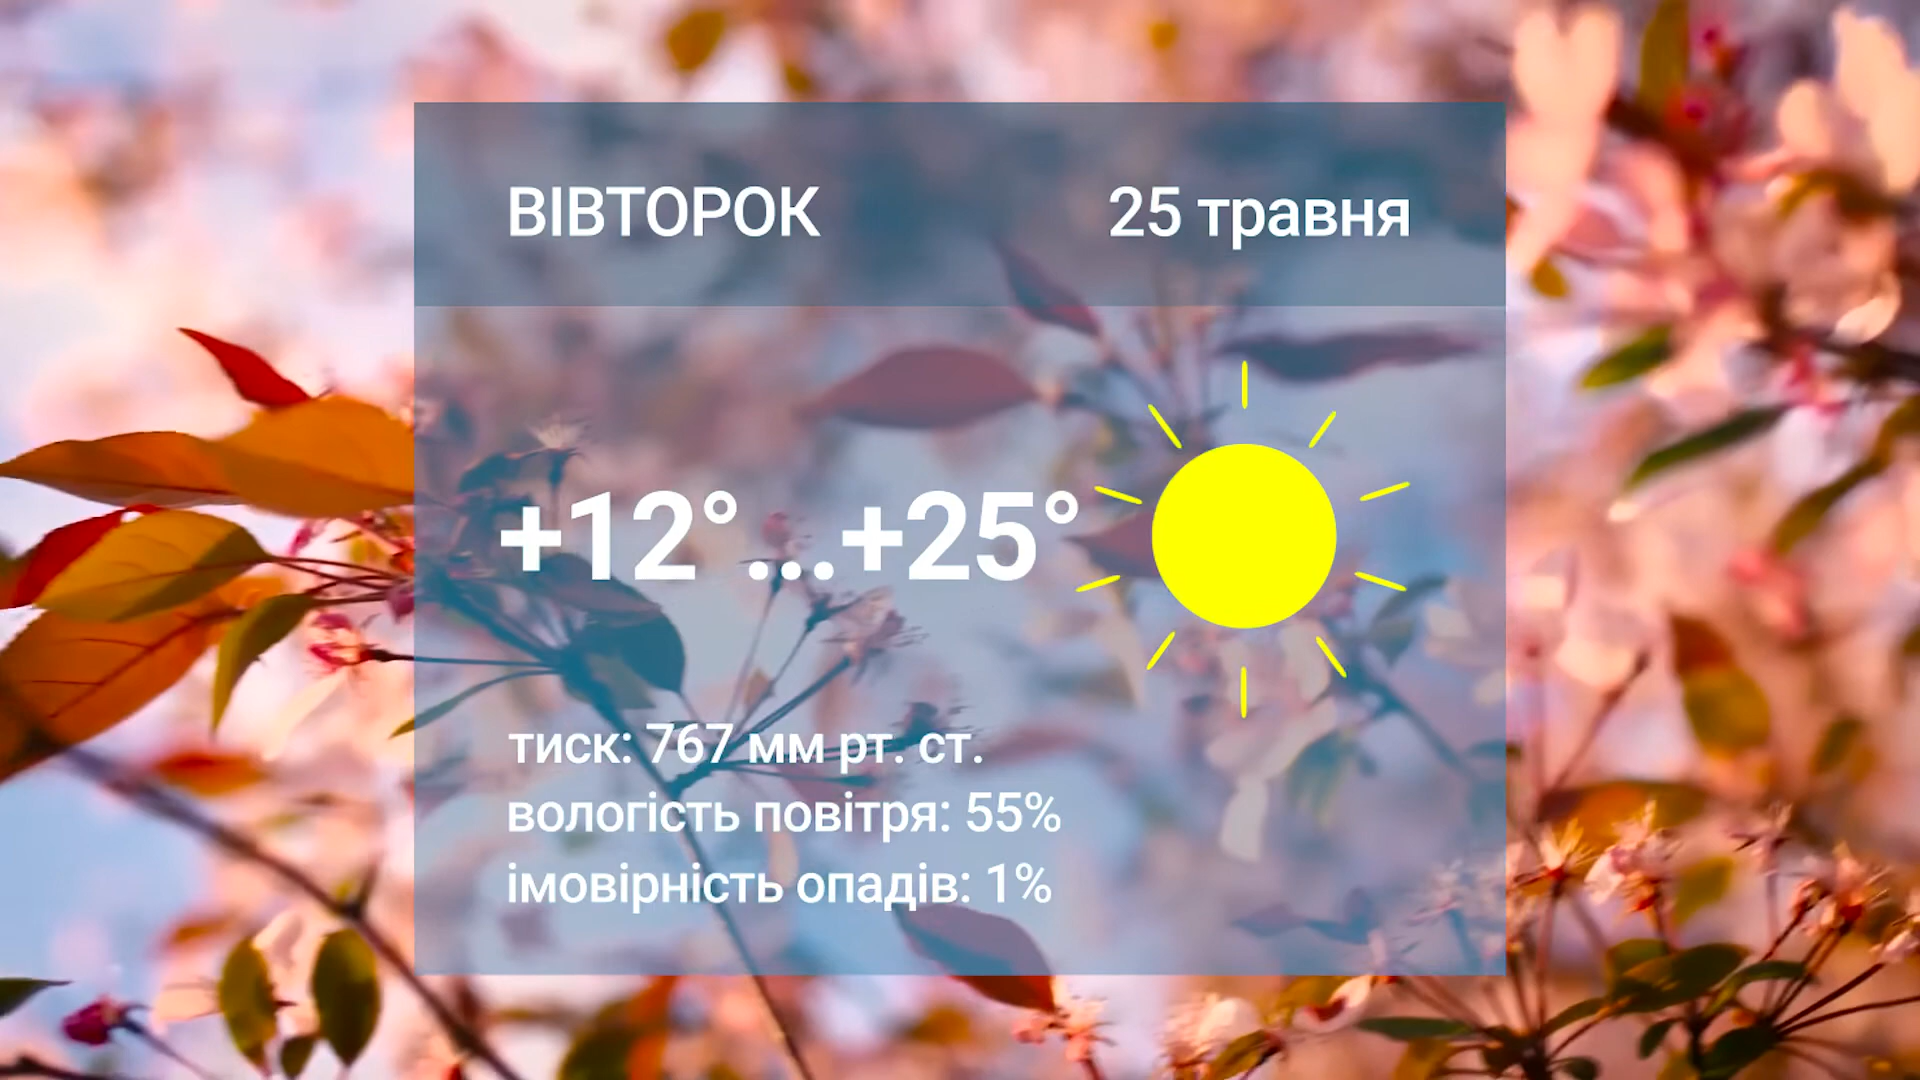 ВІВТОРОК 25 травня
+12° ...+25°
тиск: 767 мм рт. ст.
вологість повітря: 55%
імовірність опадів: 1%